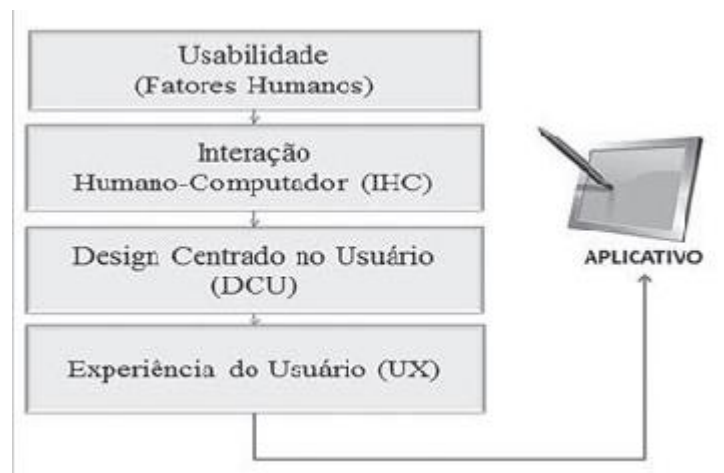 Usabilidade
(Fatores Humanos)
Interação
Humano-Computador (IHC)
Design Centrado no Usuário
(DCU)
Experiência do Usuário (UX)
APLICATIVO